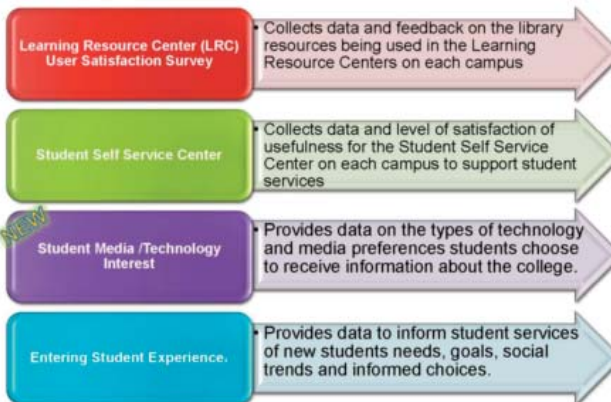 Learning Resource Center (LRC)
User Satisfaction Survey
• Collects data and feedback on the library
resources being used in the Learning
Resource Centers on each campus
Student Self Service Center
• Collects data and level of satisfaction of
usefulness for the Student Self Service
Center on each campus to support student
services
NEW
Student Media /Technology
Interest
• Provides data on the types of technology
and media preferences students choose
to receive information about the college.
Entering Student Experience.
• Provides data to inform student services
of new students needs, goals, social
trends and informed choices.